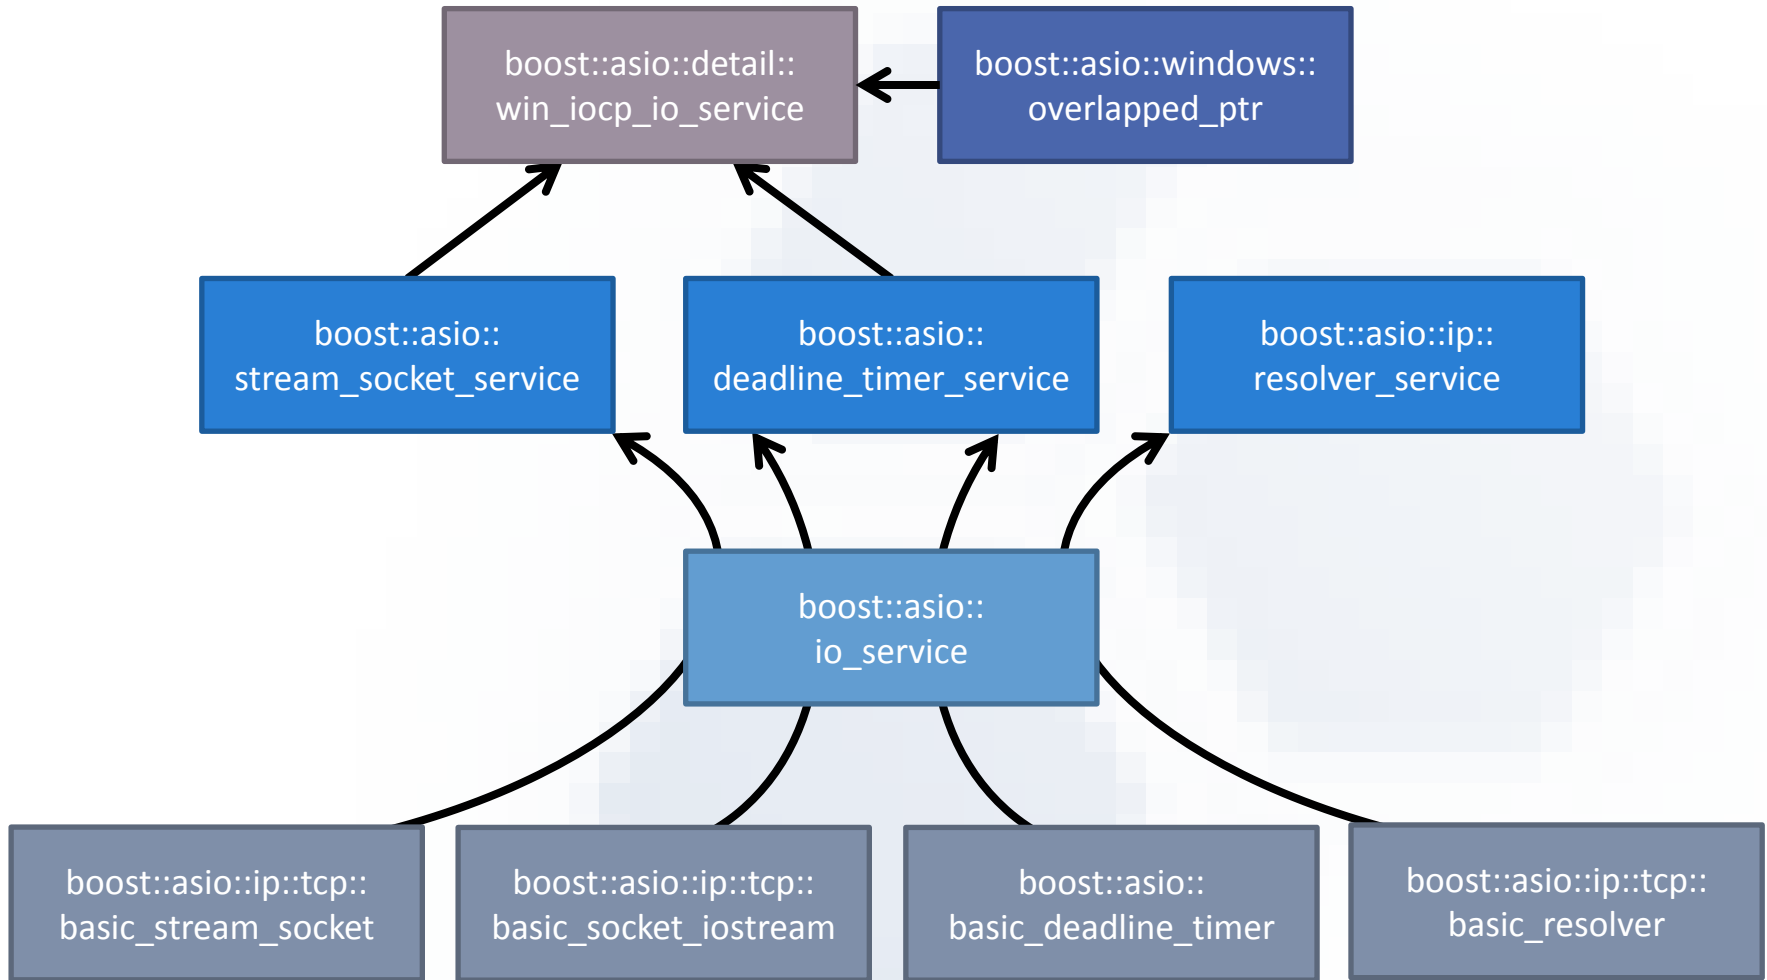 boost::asio::detail::
win_iocp_io_service
boost::asio::windows::
overlapped_ptr
boost::asio::
stream_socket_service
boost::asio::
deadline_timer_service
boost::asio::ip::
resolver_service
boost::asio::
io_service
boost::asio::ip::tcp::
basic_stream_socket
boost::asio::ip::tcp::
basic_socket_iostream
boost::asio::
basic_deadline_timer
boost::asio::ip::tcp::
basic_resolver